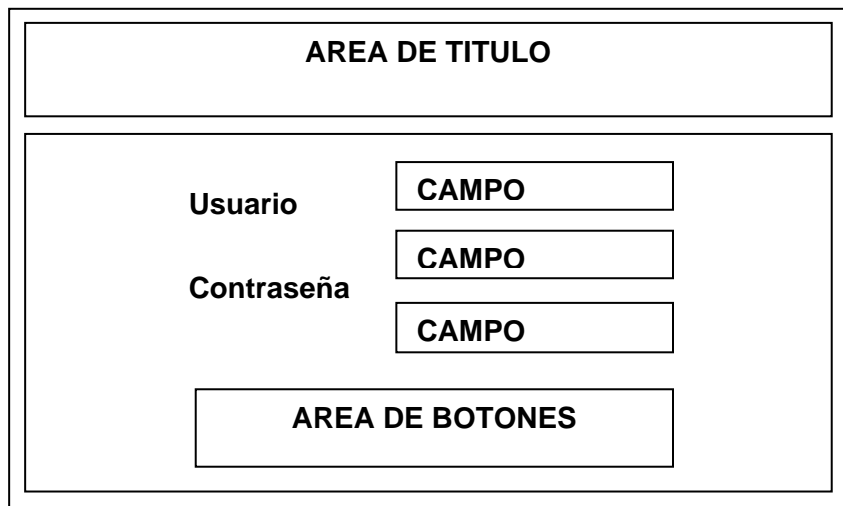 AREA DE TITULO
Usuario
CAMPO
CAMPO
Contraseña
CAMPO
AREA DE BOTONES